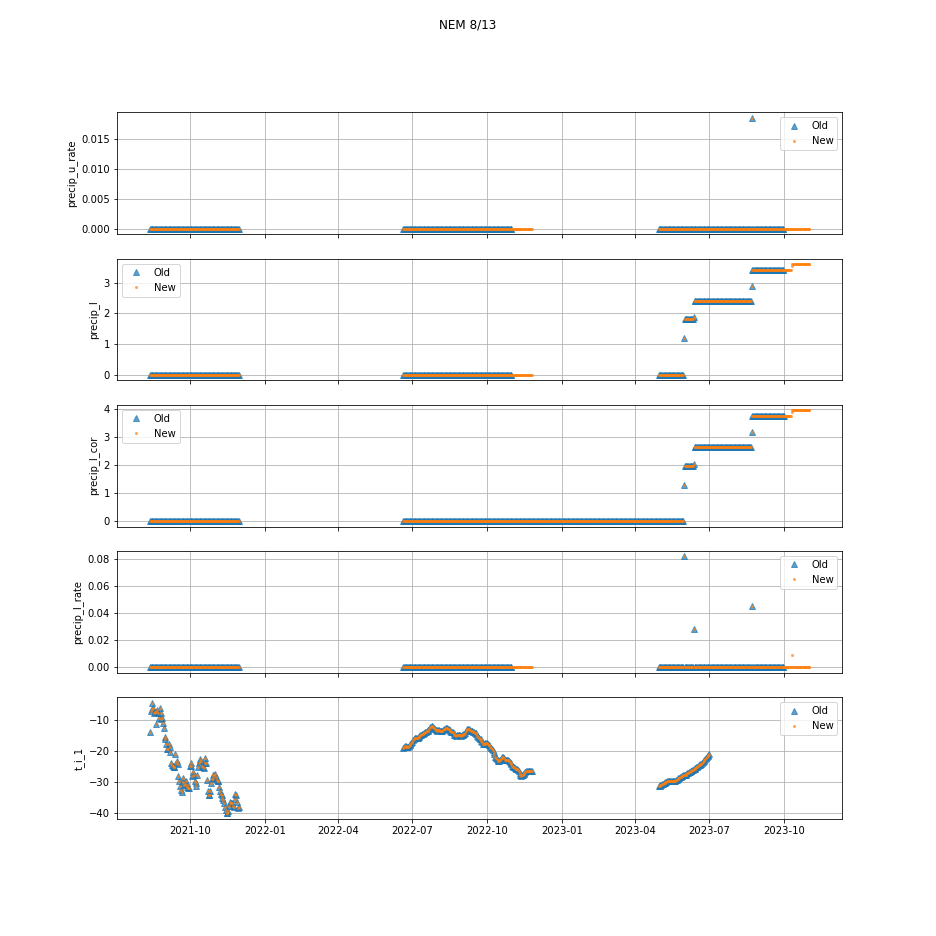 NEM 8/13
precip_u_rate
0.015
0.010
0.005
0.000
Old
New
precip_l
3
2
1
0
Old
New
precip_l_cor
4
3
2
1
0
Old
New
precip_l_rate
0.08
0.06
0.04
0.02
0.00
Old
New
t_i_1
−10
−20
−30
−40
Old
New
2021-10 2022-01 2022-04 2022-07 2022-10 2023-01 2023-04 2023-07 2023-10